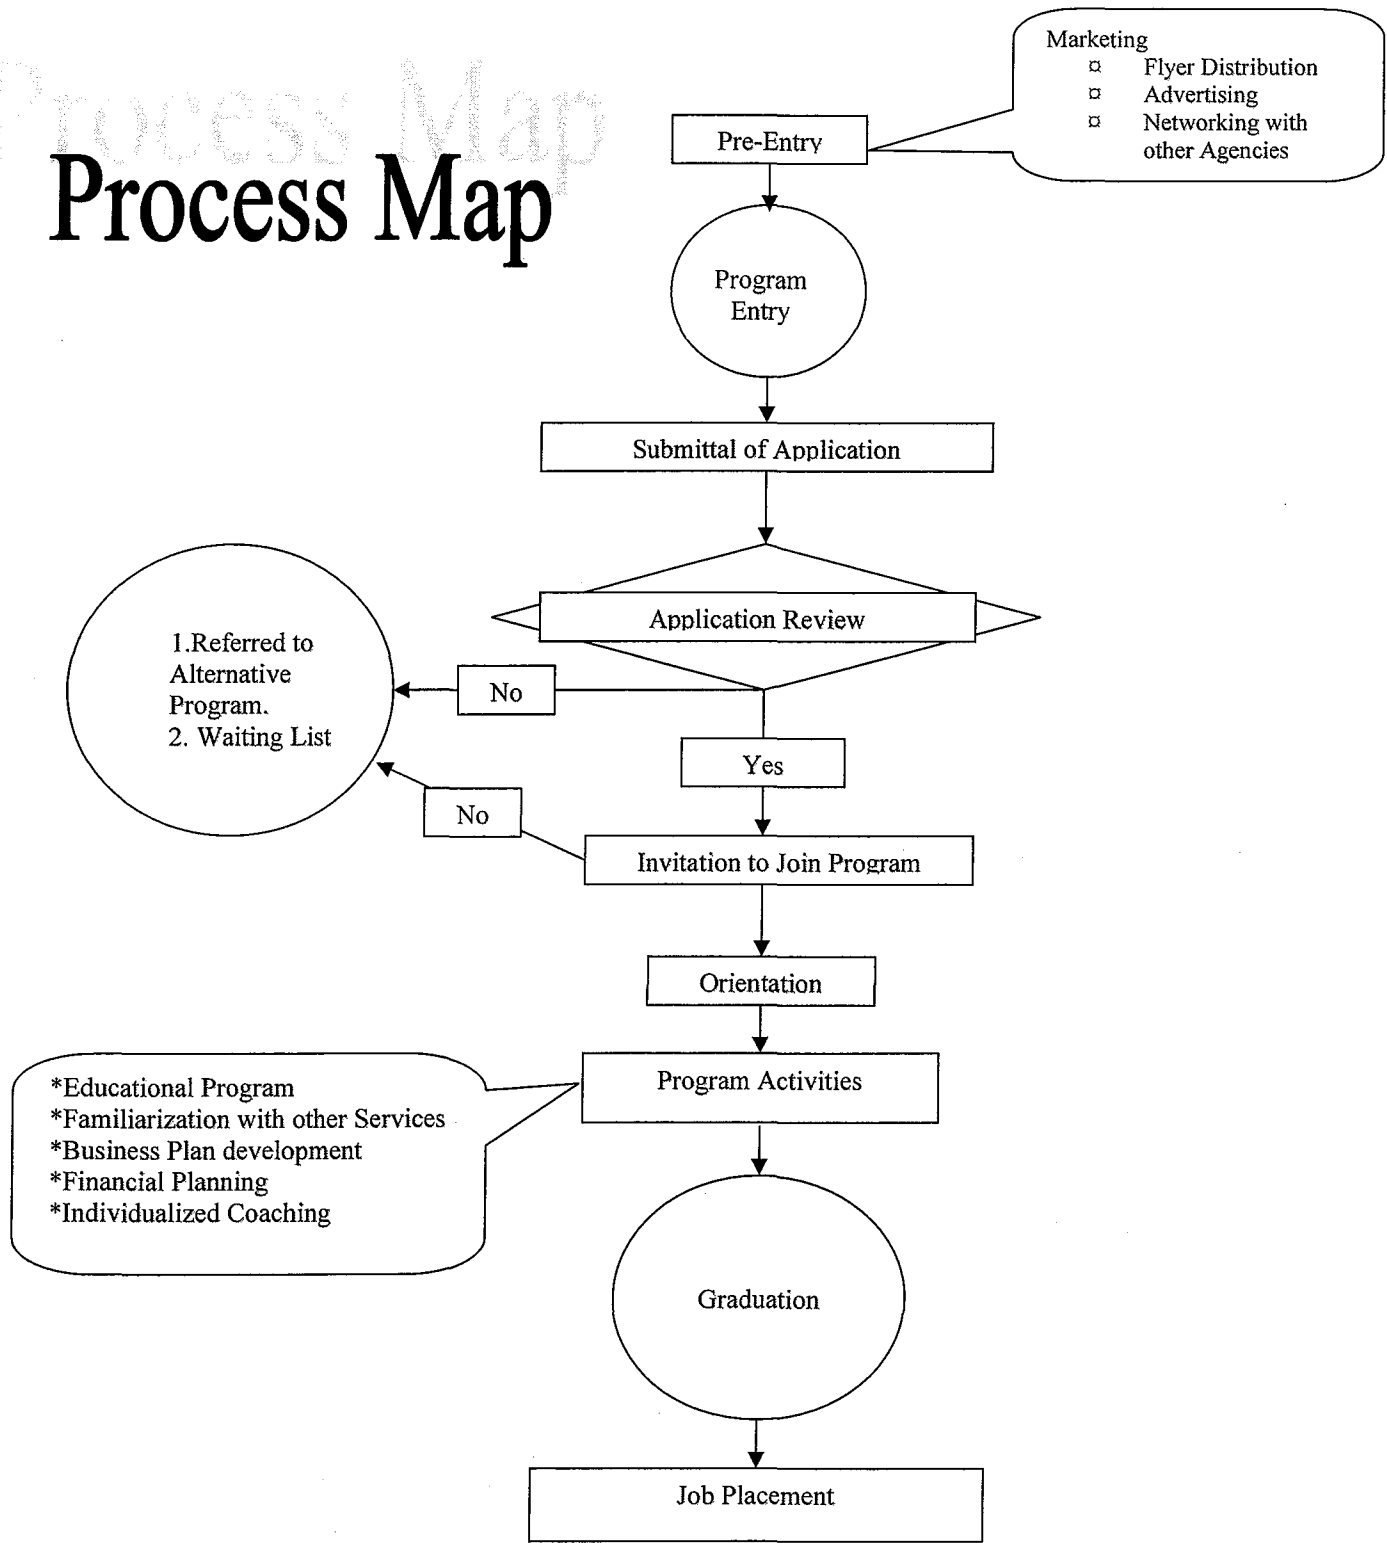 Process Map
Process Map
Marketing
¤ Flyer Distribution
¤ Advertising
¤ Networking with
other Agencies
Pre-Entry
Program
Entry
Submittal of Application
Application Review
1.Referred to
Alternative
Program.
2. Waiting List
No
Yes
No
Invitation to Join Program
Orientation
Program Activities
*Educational Program
*Familiarization with other Services
*Business Plan development
*Financial Planning
*Individualized Coaching
Graduation
Job Placement